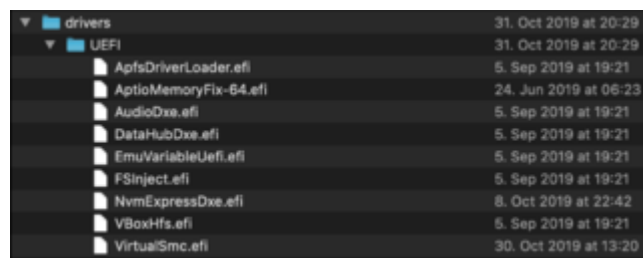 drivers 31. Oct 2019 at 20:29
UEFI 31. Oct 2019 at 20:29
ApfsDriverLoader.efi 5. Sep 2019 at 19:21
AptioMemoryFix-64.efi 24. Jun 2019 at 06:23
AudioDxe.efi 5. Sep 2019 at 19:21
DataHubDxe.efi 5. Sep 2019 at 19:21
EmuVariableUefi.efi 5. Sep 2019 at 19:21
FSInject.efi 5. Sep 2019 at 19:21
NvmExpressDxe.efi 8. Oct 2019 at 22:42
VBoxHfs.efi 5. Sep 2019 at 19:21
VirtualSmc.efi 30. Oct 2019 at 13:20